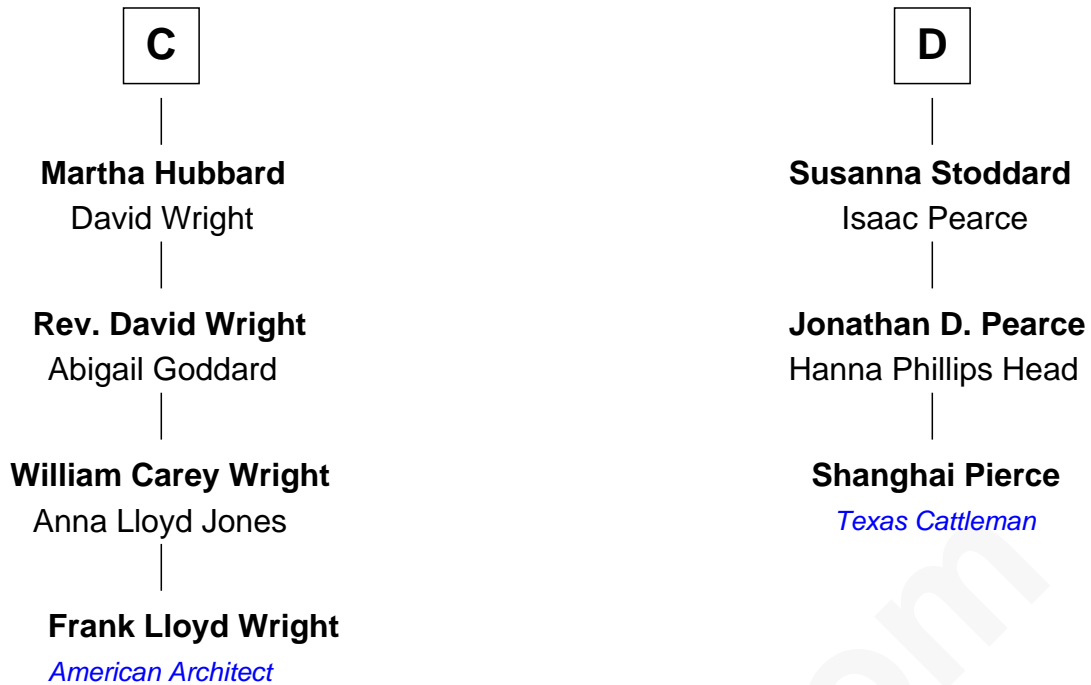 C
Martha Hubbard
David Wright
Rev. David Wright
Abigail Goddard
William Carey Wright
Anna Lloyd Jones
Frank Lloyd Wright
American Architect
D
Susanna Stoddard
Isaac Pearce
Jonathan D. Pearce
Hanna Phillips Head
Shanghai Pierce
Texas Cattleman
om